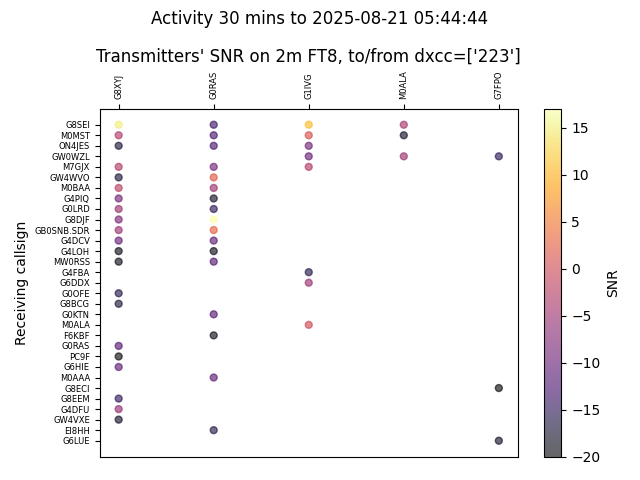 Activity 30 mins to 2025-08-21 05:44:44
Transmitters' SNR on 2m FT8, to/from dxcc=['223']
G8XYJ
G0RAS
G1IVG
M0ALA
G7FPO
Receiving callsign
G8SEI
M0MST
ON4JES
GW0WZL
M7GJX
GW4WVO
M0BAA
G4PIQ
G0LRD
G8DJF
GB0SNB.SDR
G4DCV
G4LOH
MW0RSS
G4FBA
G6DDX
G0OFE
G8BCG
G0KTN
M0ALA
F6KBF
G0RAS
PC9F
G6HIE
M0AAA
G8ECI
G8EEM
G4DFU
GW4VXE
EI8HH
G6LUE
15
10
5
0
−5
−10
−15
−20
SNR